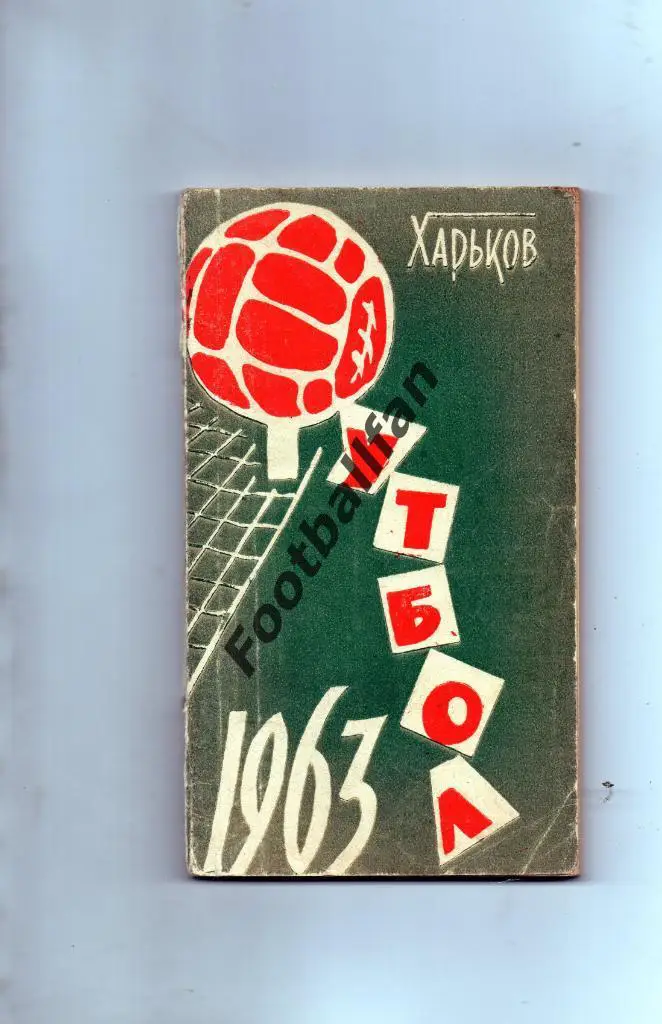 Харьков
ФУТБОЛ
1963
Footballfan